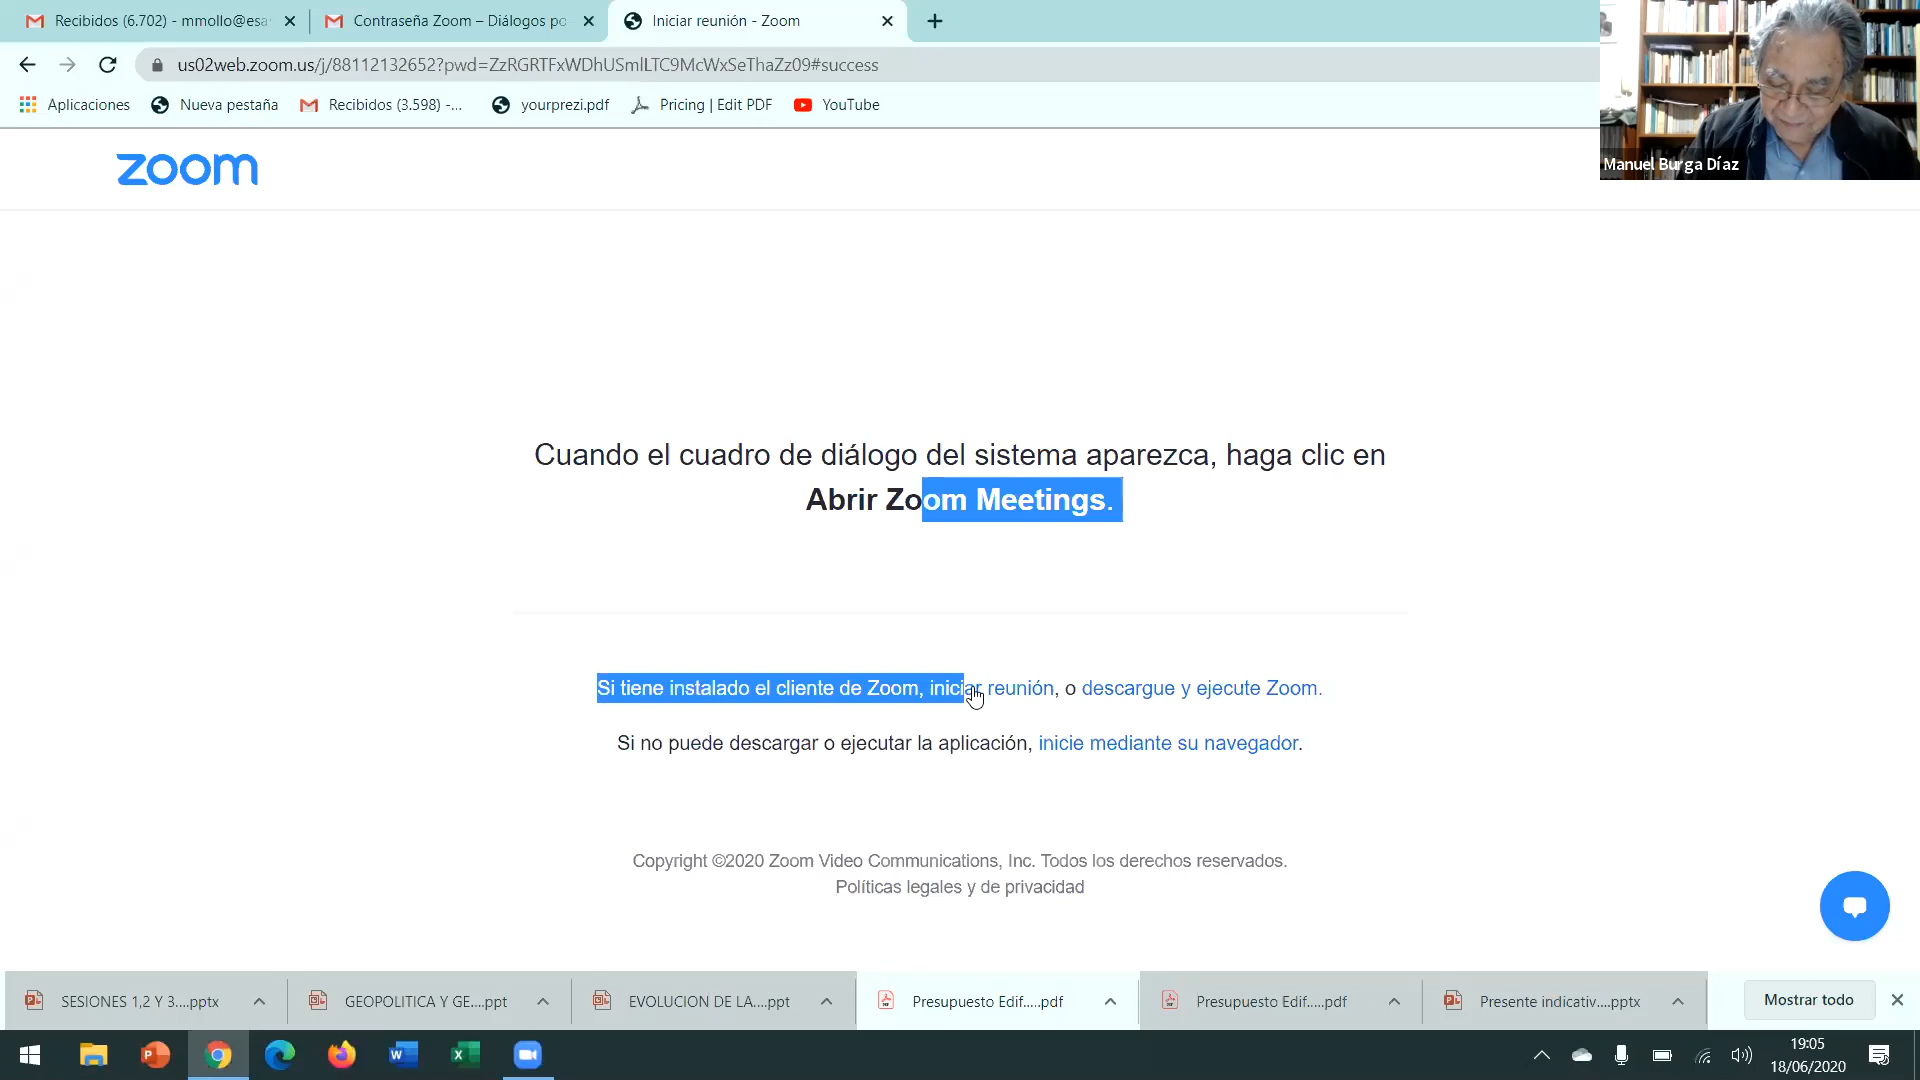 Recibidos (6.702) - mmollo@esa
Contraseña Zoom – Diálogos po
Iniciar reunión - Zoom
us02web.zoom.us/j/88112132652?pwd=ZzRGRTFxWDhUSmlLTC9McWxSeThaZz09#success
Aplicaciones
Nueva pestaña
Recibidos (3.598) -...
yourprezi.pdf
Pricing | Edit PDF
YouTube
Manuel Burga Díaz
zoom
Cuando el cuadro de diálogo del sistema aparezca, haga clic en
Abrir Zoom Meetings.
Si tiene instalado el cliente de Zoom, iniciar reunión, o descargue y ejecute Zoom.
Si no puede descargar o ejecutar la aplicación, inicie mediante su navegador.
Copyright ©2020 Zoom Video Communications, Inc. Todos los derechos reservados.
Políticas legales y de privacidad
SESIONES 1,2 Y 3....pptx
GEOPOLITICA Y GE....ppt
EVOLUCION DE LA....ppt
Presupuesto Edif.....pdf
Presupuesto Edif.....pdf
Presente indicativ....pptx
Mostrar todo
19:05
18/06/2020